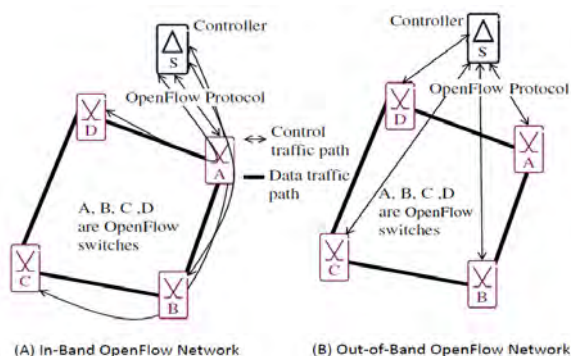 Controller
S
OpenFlow Protocol
D
A
Control
traffic path
Data traffic
path
A, B, C ,D
are OpenFlow
switches
C
B
(A) In-Band OpenFlow Network
Controller
S
OpenFlow Protocol
D
A
A, B, C ,D
are OpenFlow
switches
C
B
(B) Out-of-Band OpenFlow Network